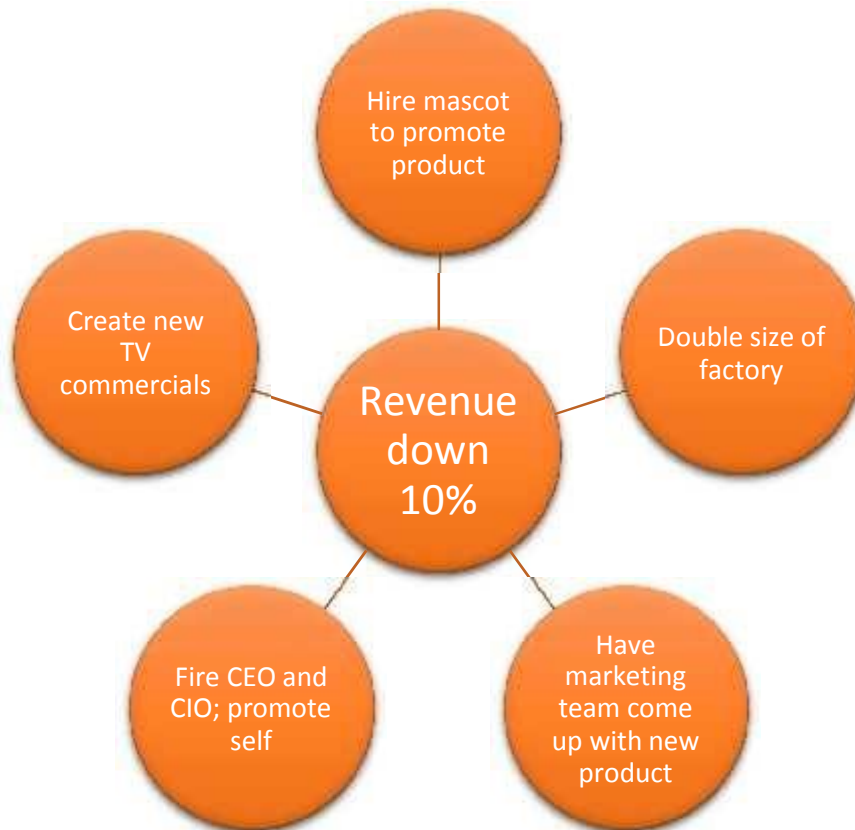 Hire mascot
to promote
product
Create new
TV
commercials
Double size of
factory
Revenue
down
10%
Fire CEO and
CIO; promote
self
Have
marketing
team come
up with new
product